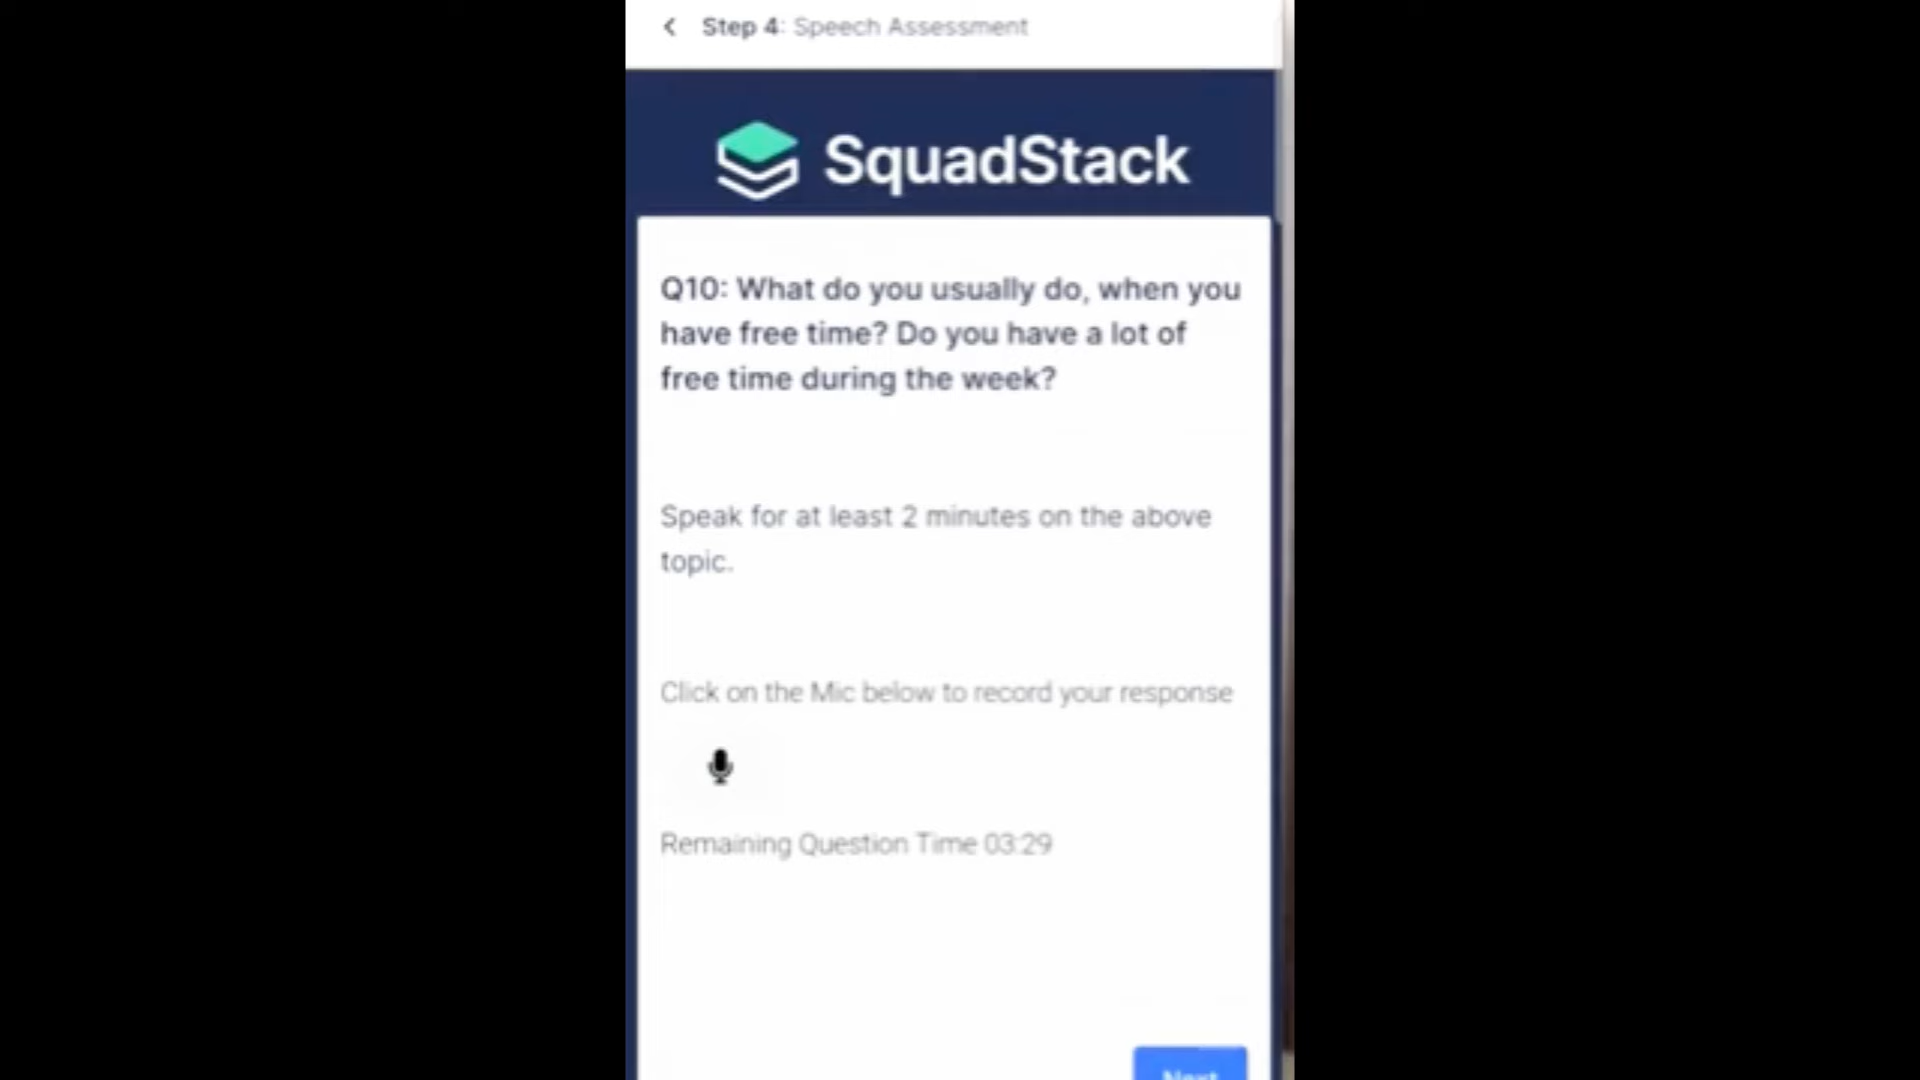 Step 4: Speech Assessment
SquadStack
Q10: What do you usually do, when you
have free time? Do you have a lot of
free time during the week?
Speak for at least 2 minutes on the above
topic.
Click on the Mic below to record your response
Remaining Question Time 03:29
Next